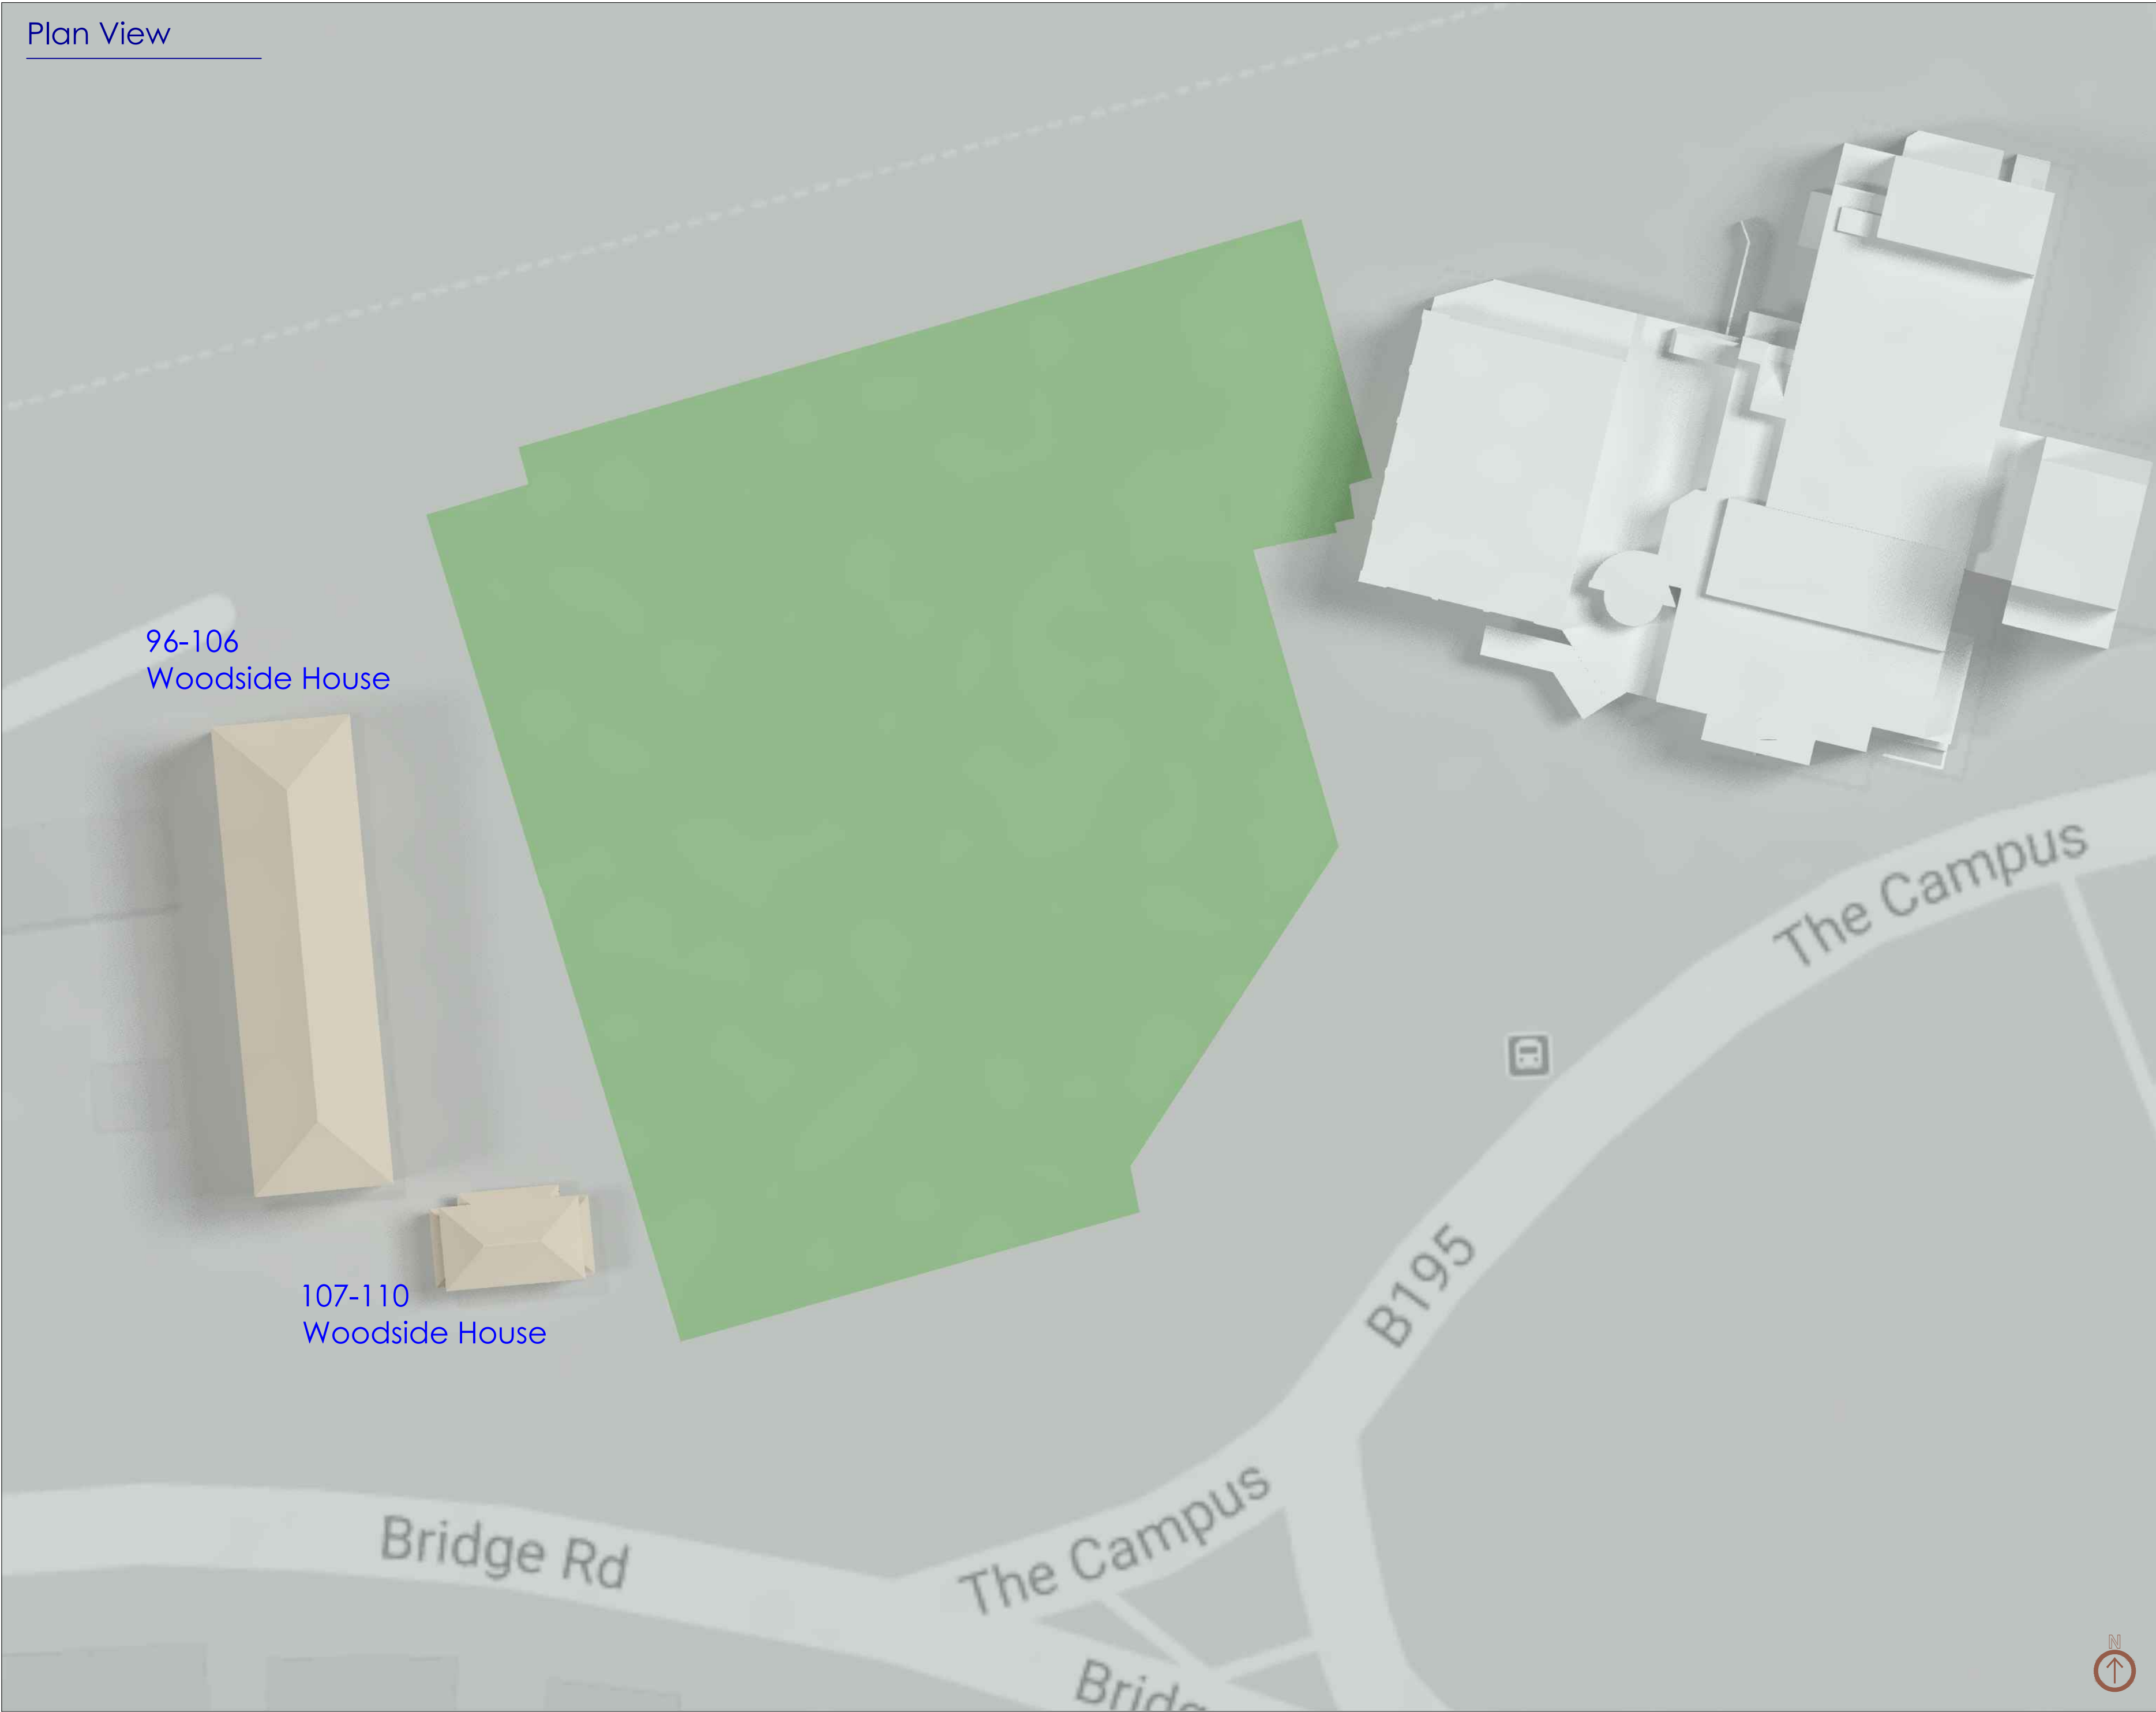 Plan View
96-106
Woodside House
The Campus
B195
107-110
Woodside House
The Campus
Bridge Rd
N